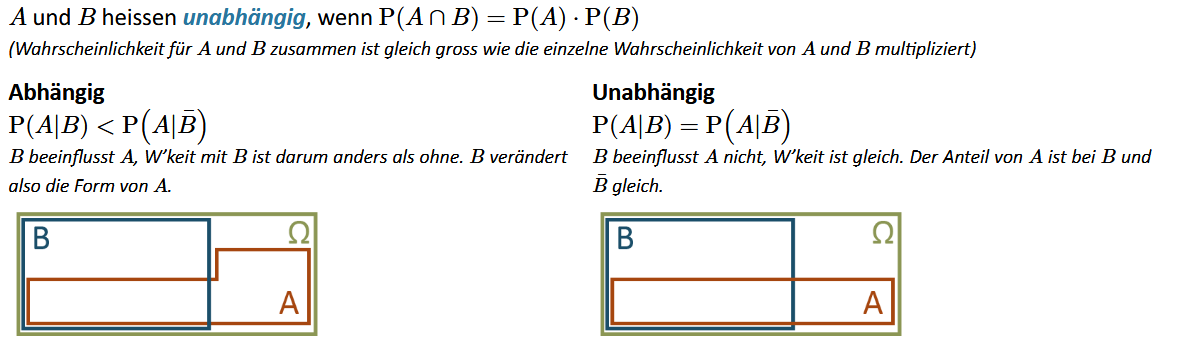 A und B heissen unabhängig, wenn P(A ∩ B) = P(A) · P(B)
(Wahrscheinlichkeit für A und B zusammen ist gleich gross wie die einzelne Wahrscheinlichkeit von A und B multipliziert)
Abhängig
P(A|B) < P(A|B̄)
B beeinflusst A, W'keit mit B ist darum anders als ohne. B verändert
also die Form von A.
B
Ω
A
Unabhängig
P(A|B) = P(A|B̄)
B beeinflusst A nicht, W'keit ist gleich. Der Anteil von A ist bei B und
B̄ gleich.
B
Ω
A